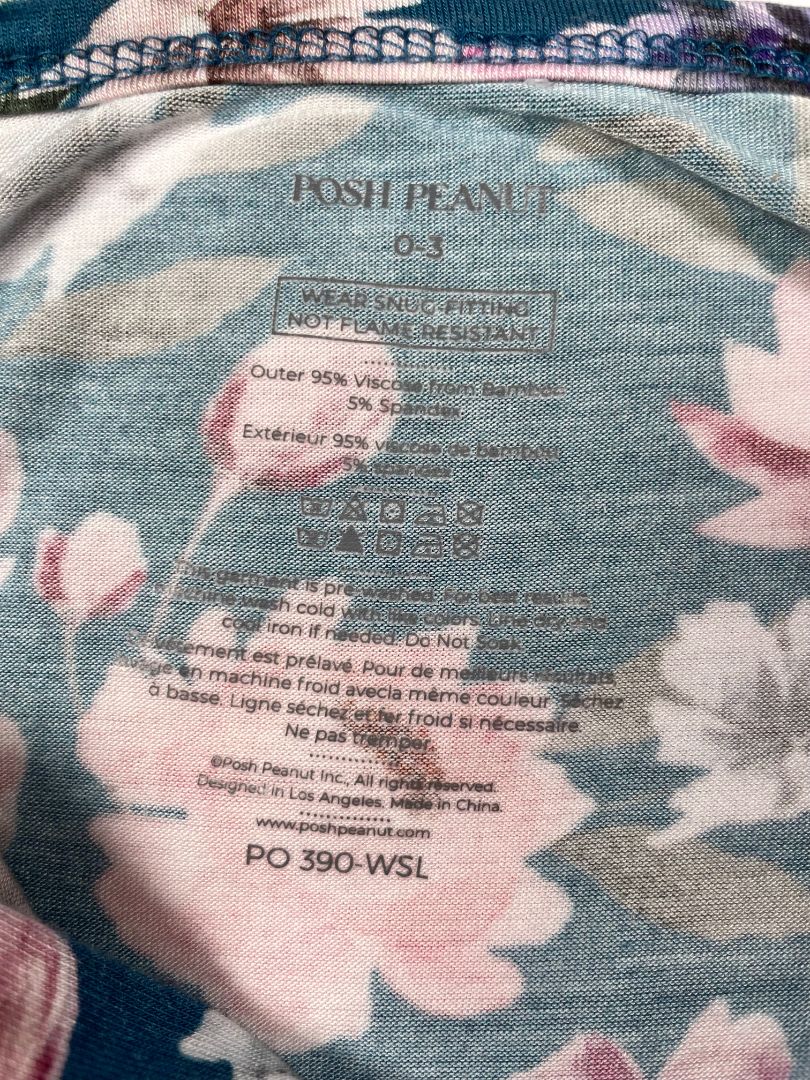 POSH PEANUT
0-3
WEAR SNUG-FITTING
NOT FLAME RESISTANT
Outer 95% Viscose from Bamboo
5% Spandex.
Extérieur 95% viscose de bambou
5% spandex
This garment is pre-washed. For best results,
machine wash cold with like colors. Line dry and
cool iron if needed. Do Not Soak
vêtement est prélavé. Pour de meilleurs résultats
en machine froid avecla même couleur. Séchez
à basse. Ligne séchez et fer froid si nécessaire.
Ne pas tremper.
©Posh Peanut Inc., All rights reserved.
Designed in Los Angeles. Made in China.
www.poshpeanut.com
PO 390-WSL